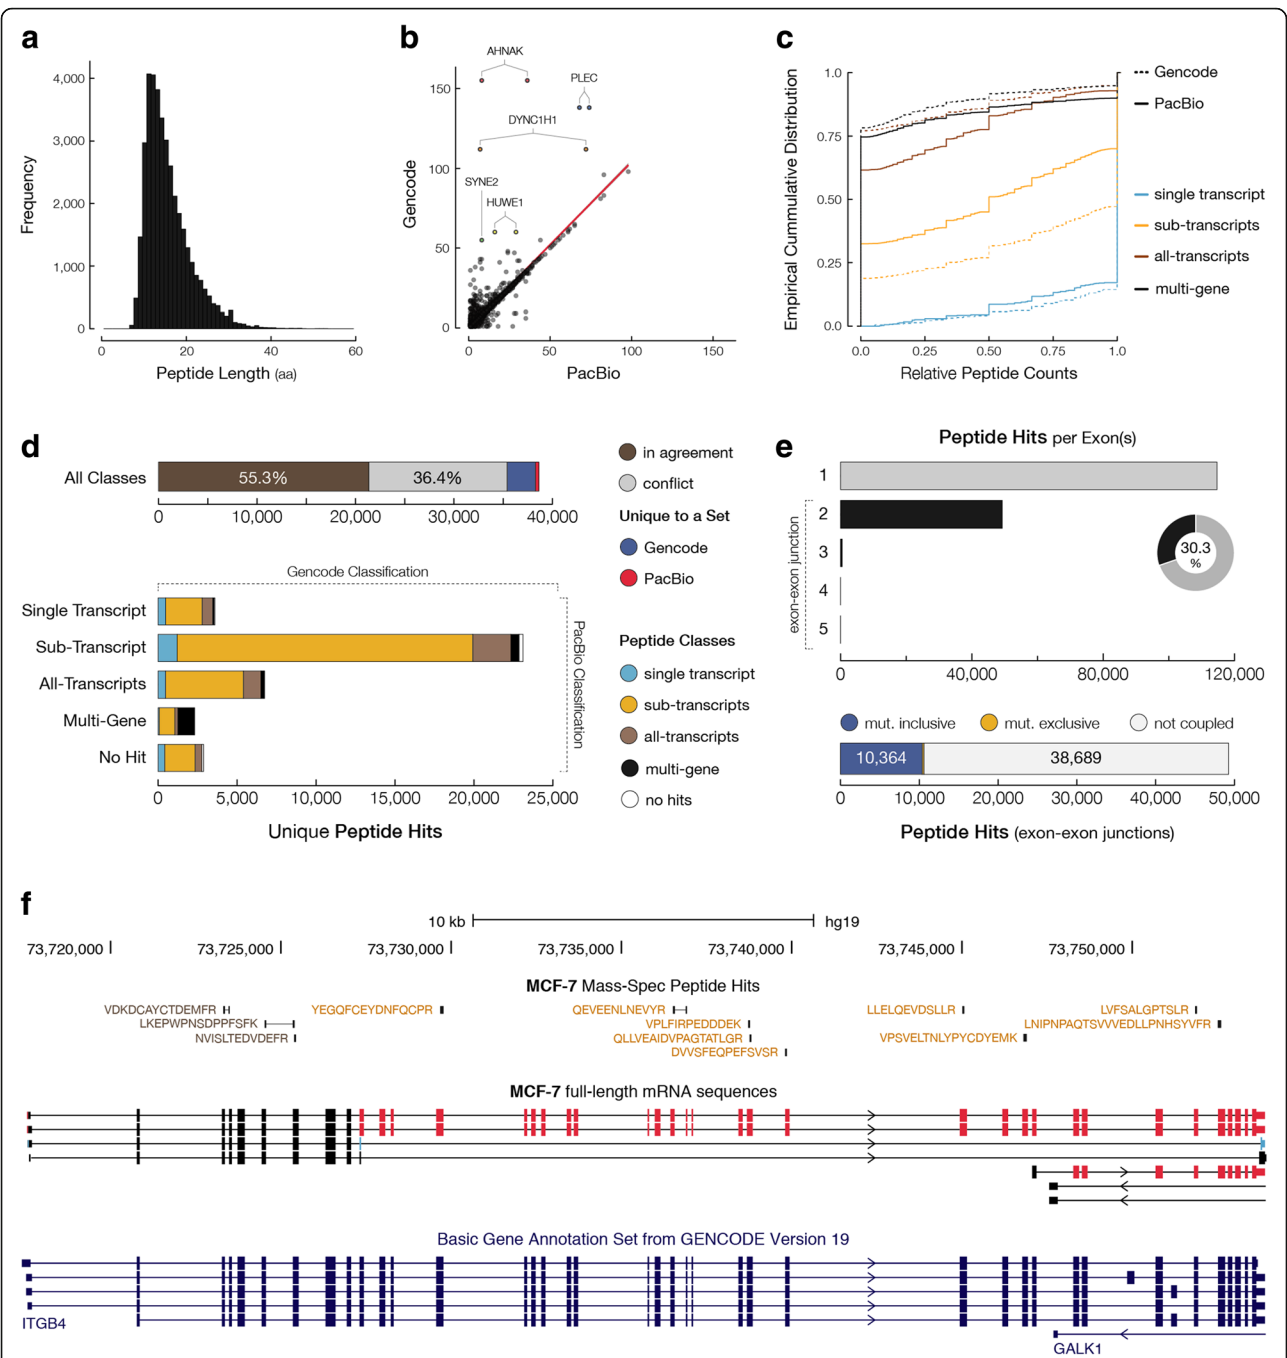 a
Frequency
4,000
3,000
2,000
1,000
0
0 20 40 60
Peptide Length (aa)
b
Gencode
150
100
50
0
AHNAK
PLEC
DYNC1H1
SYNE2
HUWE1
0 50 100 150
PacBio
c
Empirical Cummulative Distribution
1.0
0.75
0.50
0.25
0.0
0.0 0.25 0.50 0.75 1.0
Relative Peptide Counts
Gencode
PacBio
single transcript
sub-transcripts
all-transcripts
multi-gene
d
All Classes
55.3% 36.4%
0 10,000 20,000 30,000 40,000
Gencode Classification
PacBio Classification
Single Transcript
Sub-Transcript
All-Transcripts
Multi-Gene
No Hit
0 5,000 10,000 15,000 20,000 25,000
Unique Peptide Hits
in agreement
conflict
Unique to a Set
Gencode
PacBio
Peptide Classes
single transcript
sub-transcripts
all-transcripts
multi-gene
no hits
e
Peptide Hits per Exon(s)
exon-exon junction
1
2
3
4
5
30.3
%
0 40,000 80,000 120,000
mut. inclusive mut. exclusive not coupled
10,364 38,689
0 10,000 20,000 30,000 40,000 50,000
Peptide Hits (exon-exon junctions)
f
10 kb hg19
73,720,000 73,725,000 73,730,000 73,735,000 73,740,000 73,745,000 73,750,000
MCF-7 Mass-Spec Peptide Hits
VDKDCAYCTDEMFR YEGQFCEYDNFQCPR QEVEENLNEVYR LLELQEVDSLLR LVFSALGPTSLR
LKEPWPNSDPPFSFK VPLFIRPEDDDEK LNIPNPAQTSVVVEDLLPNHSYVFR
NVISLTEDVDEFR QLLVEAIDVPAGTATLGR VPSVELTNLYPYCDYEMK
DVVSFEQPEFSVSR
MCF-7 full-length mRNA sequences
Basic Gene Annotation Set from GENCODE Version 19
ITGB4
GALK1